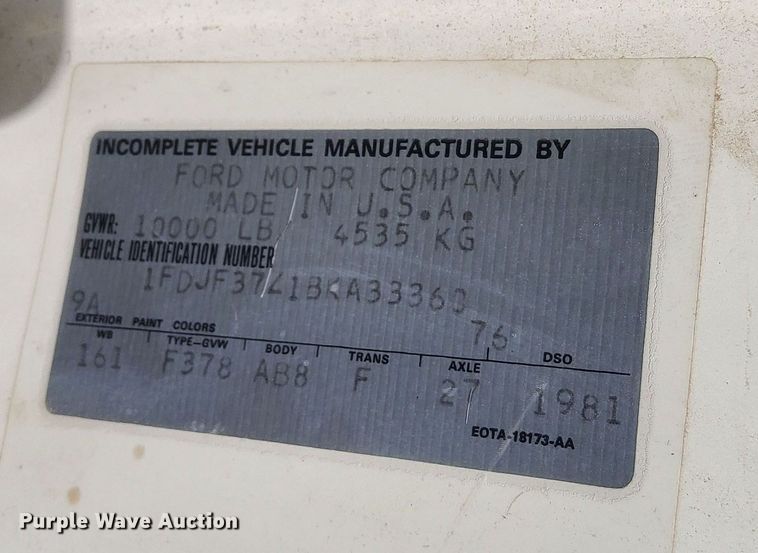 INCOMPLETE VEHICLE MANUFACTURED BY
FORD MOTOR COMPANY
MADE IN U.S.A.
GVWR: 10000 LB 4535 KG
VEHICLE IDENTIFICATION NUMBER
9A 76
EXTERIOR PAINT COLORS DSO
WB TYPE-GVW BODY TRANS AXLE
161 F378 AB8 F 27 1981
EOTA-18173-AA
Purple Wave Auction